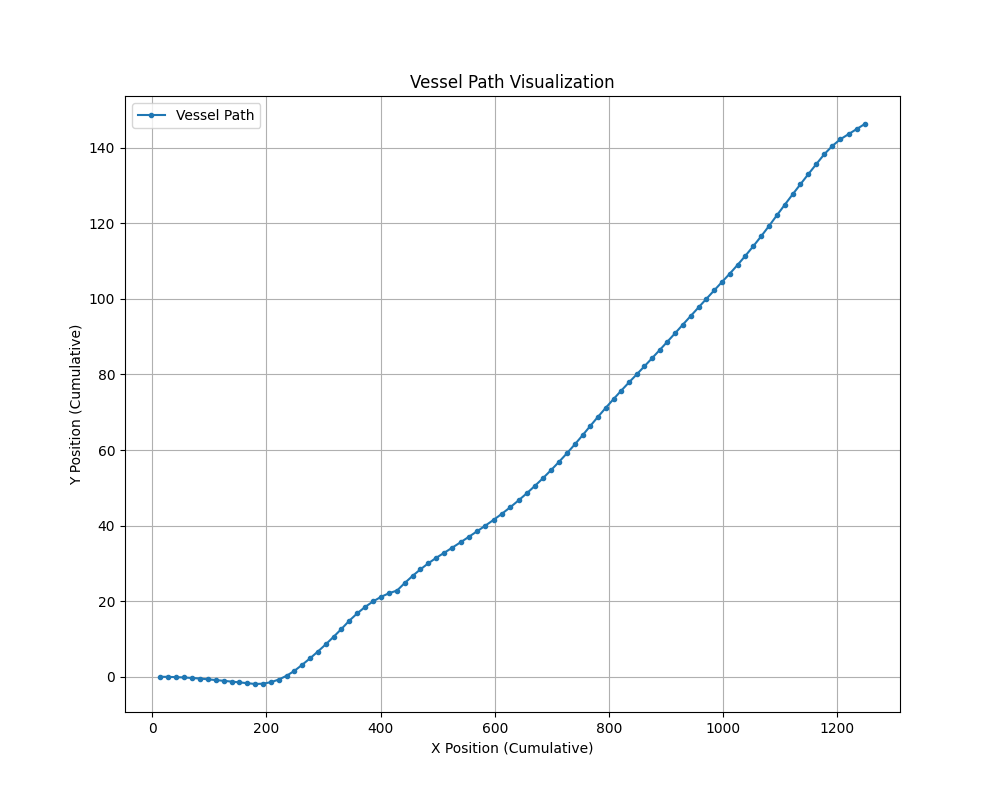 Vessel Path Visualization
Vessel Path
140
120
100
80
60
40
20
0
Y Position (Cumulative)
0 200 400 600 800 1000 1200
X Position (Cumulative)